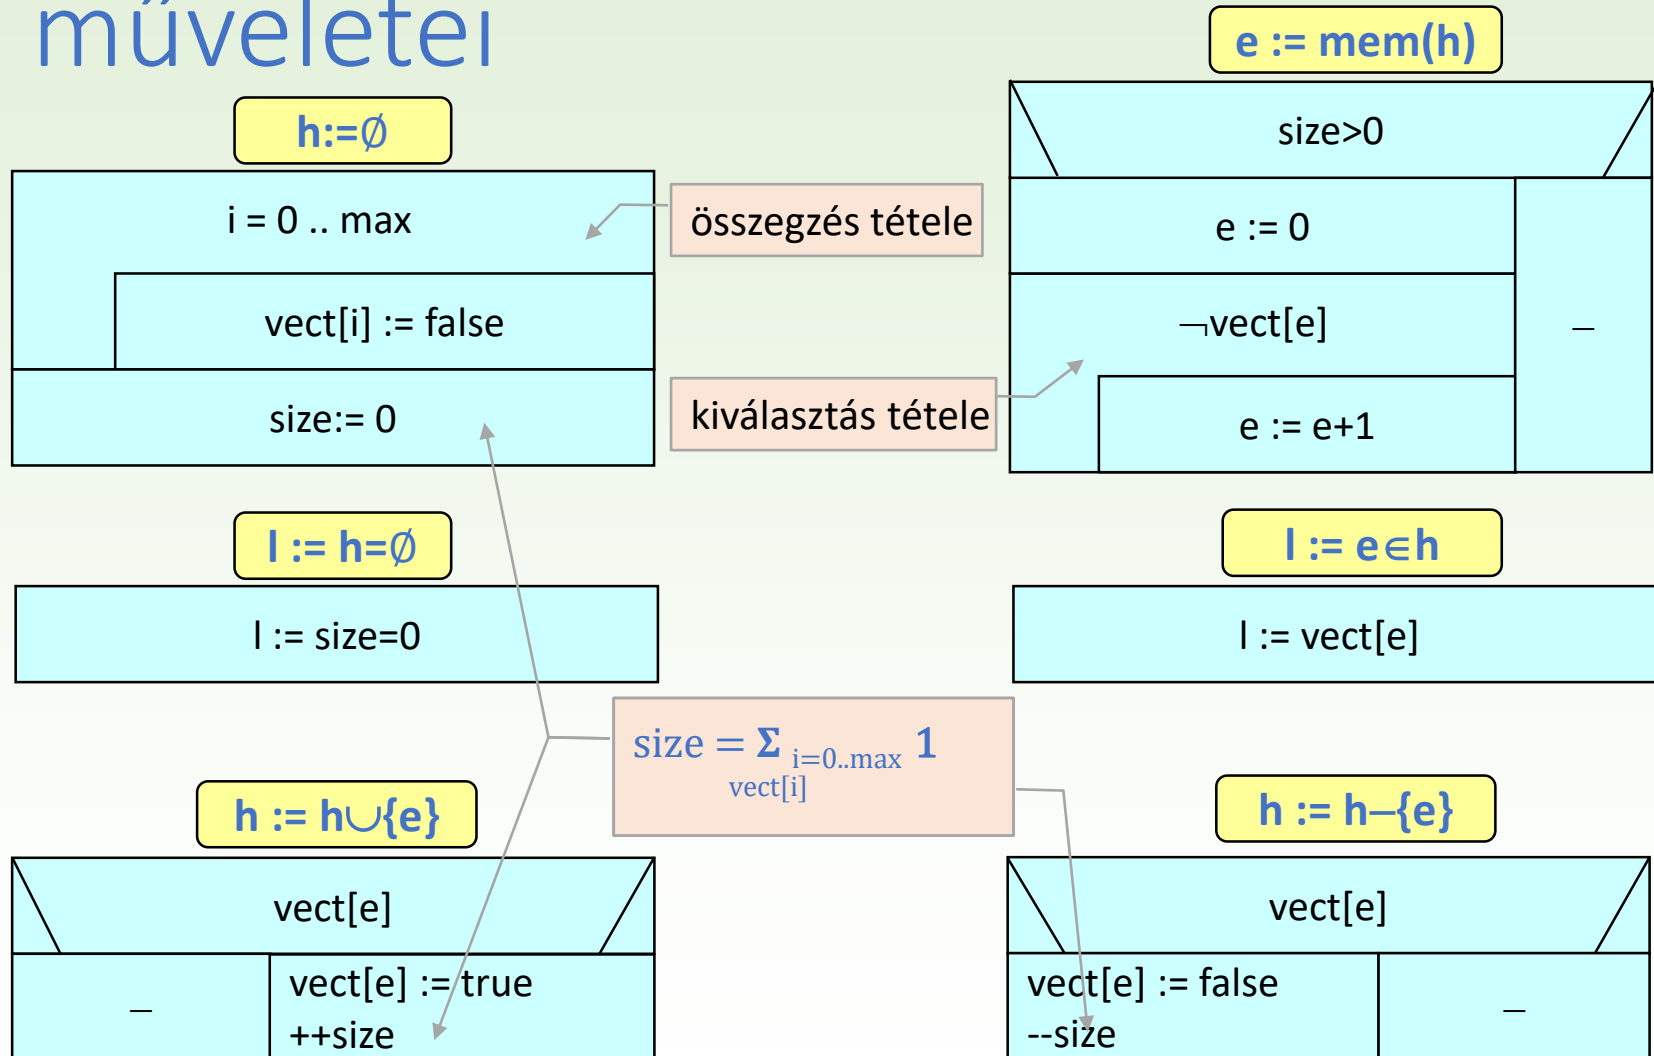 műveletei
h:=∅
i = 0 .. max
vect[i] := false
size:= 0
összegzés tétele
kiválasztás tétele
e := mem(h)
size>0
e := 0
¬vect[e]
e := e+1
–
l := h=∅
l := size=0
l := e∈h
l := vect[e]
size = Σ i=0..max 1
vect[i]
h := h∪{e}
vect[e]
–
vect[e] := true
++size
h := h–{e}
vect[e]
vect[e] := false
--size
–